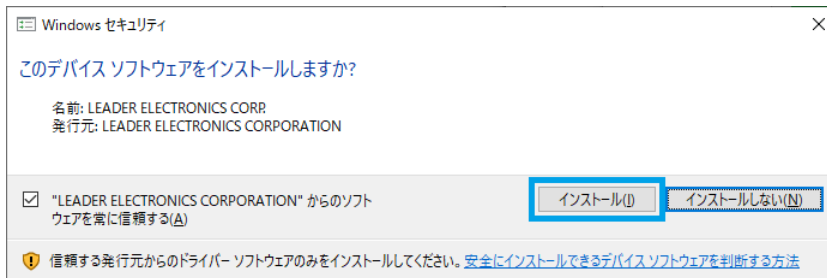 Windows セキュリティ
このデバイス ソフトウェアをインストールしますか?
名前: LEADER ELECTRONICS CORP.
発行元: LEADER ELECTRONICS CORPORATION
"LEADER ELECTRONICS CORPORATION" からのソフト
ウェアを常に信頼する(A)
インストール(I)
インストールしない(N)
信頼する発行元からのドライバー ソフトウェアのみをインストールしてください。安全にインストールできるデバイス ソフトウェアを判断する方法